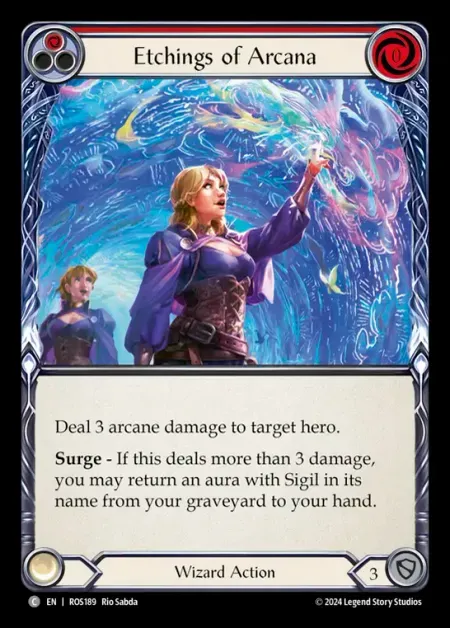 Etchings of Arcana
0
Deal 3 arcane damage to target hero.
Surge - If this deals more than 3 damage,
you may return an aura with Sigil in its
name from your graveyard to your hand.
Wizard Action
3
C EN | ROS189 Rio Sabda
© 2024 Legend Story Studios